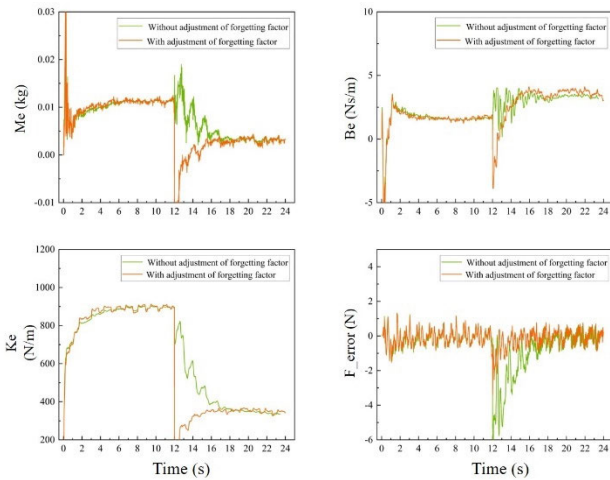 0.03
0.02
0.01
0.00
-0.01
Me (kg)
Without adjustment of forgetting factor
With adjustment of forgetting factor
0 2 4 6 8 10 12 14 16 18 20 22 24
10
5
0
-5
Be (Ns/m)
Without adjustment of forgetting factor
With adjustment of forgetting factor
0 2 4 6 8 10 12 14 16 18 20 22 24
1200
1000
800
600
400
200
Ke
(N/m)
Without adjustment of forgetting factor
With adjustment of forgetting factor
0 2 4 6 8 10 12 14 16 18 20 22 24
Time (s)
4
2
0
-2
-4
-6
F_error (N)
Without adjustment of forgetting factor
With adjustment of forgetting factor
0 2 4 6 8 10 12 14 16 18 20 22 24
Time (s)